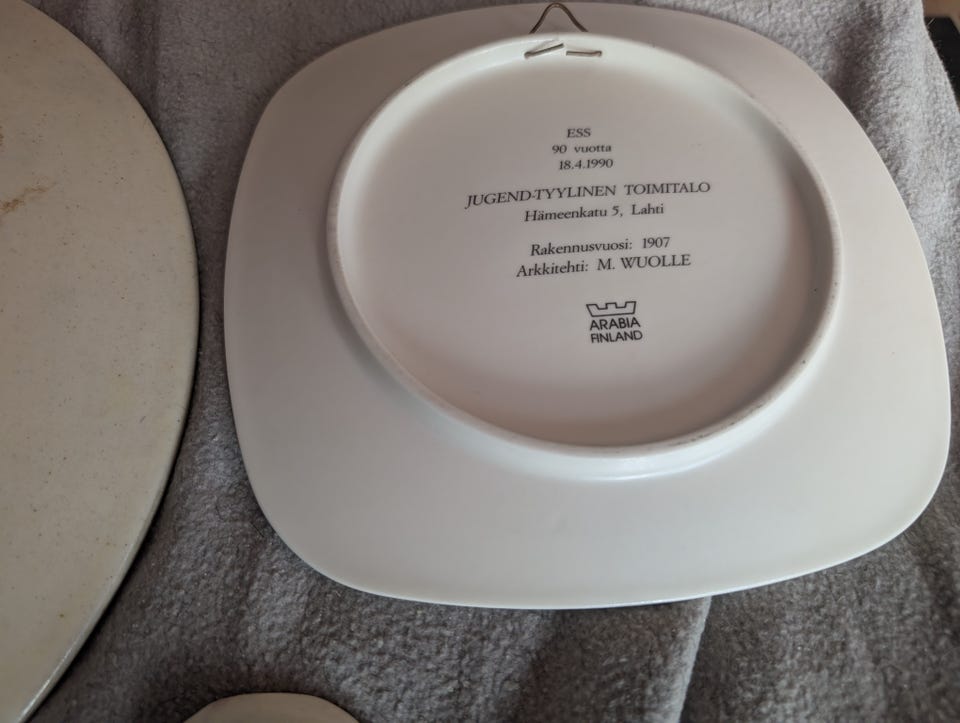 ESS
90 vuotta
18.4.1990
JUGEND-TYYLINEN TOIMITALO
Hämeenkatu 5, Lahti
Rakennusvuosi: 1907
Arkkitehti: M. WUOLLE
ARABIA
FINLAND